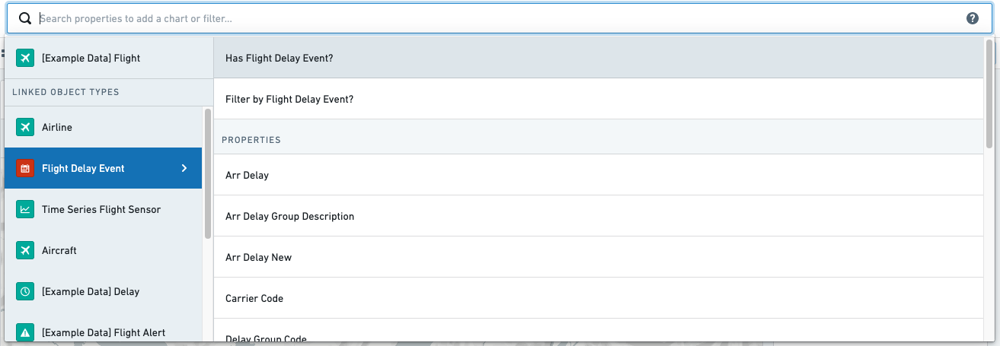 Search properties to add a chart or filter...
[Example Data] Flight
LINKED OBJECT TYPES
Airline
Flight Delay Event
Time Series Flight Sensor
Aircraft
[Example Data] Delay
[Example Data] Flight Alert
Has Flight Delay Event?
Filter by Flight Delay Event?
PROPERTIES
Arr Delay
Arr Delay Group Description
Arr Delay New
Carrier Code
Delay Group Code